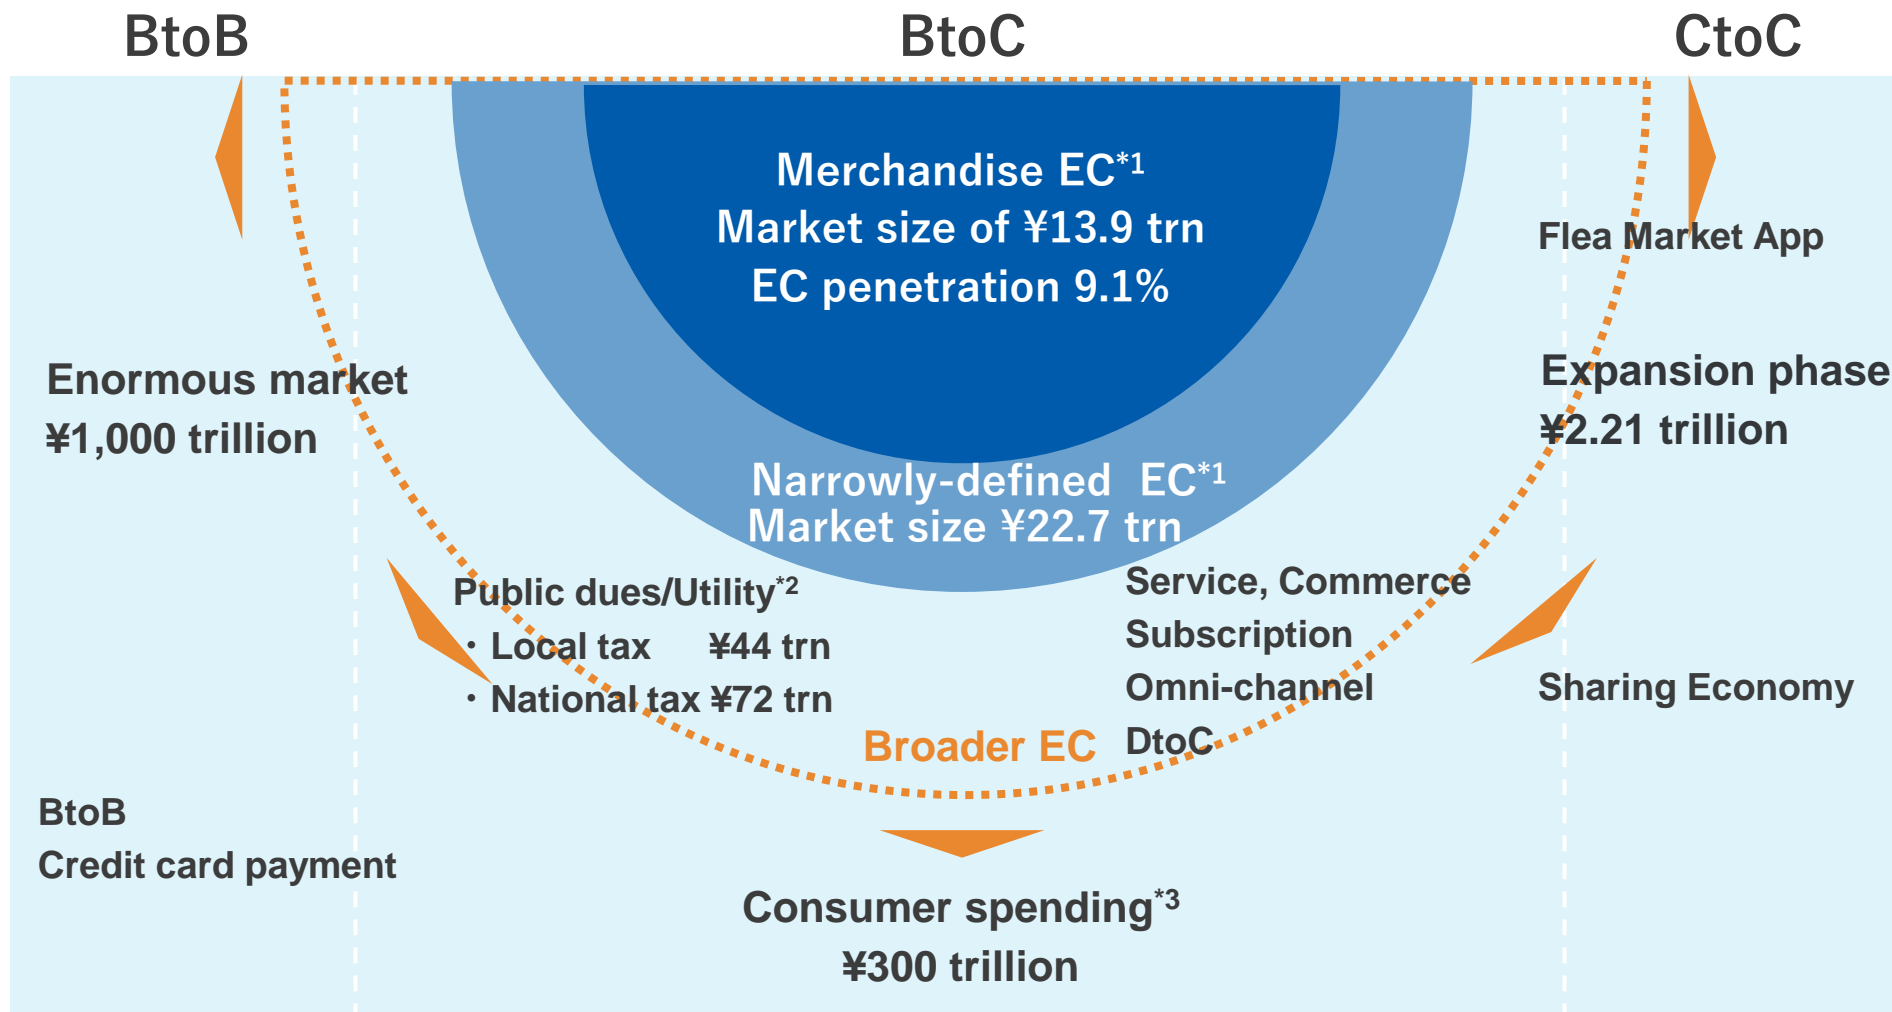 BtoB
BtoC
CtoC
Merchandise EC*1
Market size of ¥13.9 trn
EC penetration 9.1%
Flea Market App
Enormous market
¥1,000 trillion
Expansion phase
¥2.21 trillion
Narrowly-defined EC*1
Market size ¥22.7 trn
Public dues/Utility*2
・Local tax ¥44 trn
・National tax ¥72 trn
Service, Commerce
Subscription
Omni-channel
DtoC
Sharing Economy
Broader EC
BtoB
Credit card payment
Consumer spending*3
¥300 trillion